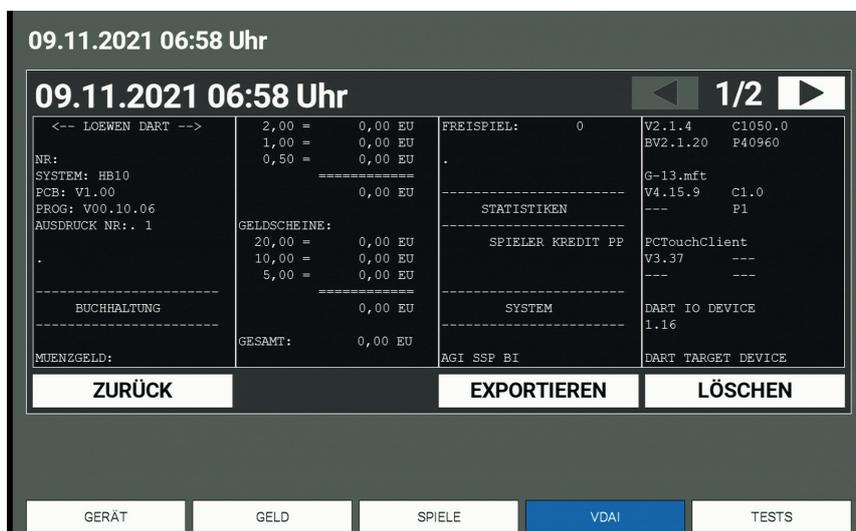 09.11.2021 06:58 Uhr
09.11.2021 06:58 Uhr
1/2
<-- LOEWEN DART -->
NR:
SYSTEM: HB10
PCB: V1.00
PROG: V00.10.06
AUSDRUCK NR:. 1
.
-----------------------
BUCHHALTUNG
-----------------------
MUENZGELD:
2,00 = 0,00 EU
1,00 = 0,00 EU
0,50 = 0,00 EU
============
0,00 EU
GELDSCHEINE:
20,00 = 0,00 EU
10,00 = 0,00 EU
5,00 = 0,00 EU
============
0,00 EU
GESAMT: 0,00 EU
FREISPIEL: 0
.
-----------------------
STATISTIKEN
-----------------------
SPIELER KREDIT PP
-----------------------
SYSTEM
-----------------------
AGI SSP BI
V2.1.4 C1050.0
BV2.1.20 P40960
G-13.mft
V4.15.9 C1.0
--- P1
PCTouchClient
V3.37 ---
--- ---
DART IO DEVICE
1.16
DART TARGET DEVICE
ZURÜCK
EXPORTIEREN
LÖSCHEN
GERÄT
GELD
SPIELE
VDAI
TESTS